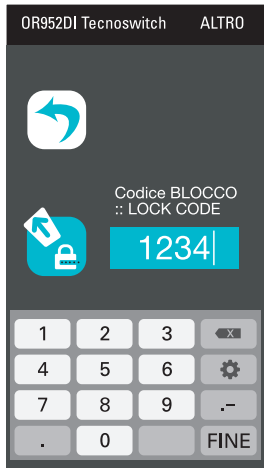 OR952DI Tecnoswitch ALTRO
Codice BLOCCO
:: LOCK CODE
1234
1 2 3 X
4 5 6
7 8 9 .-
. 0 FINE